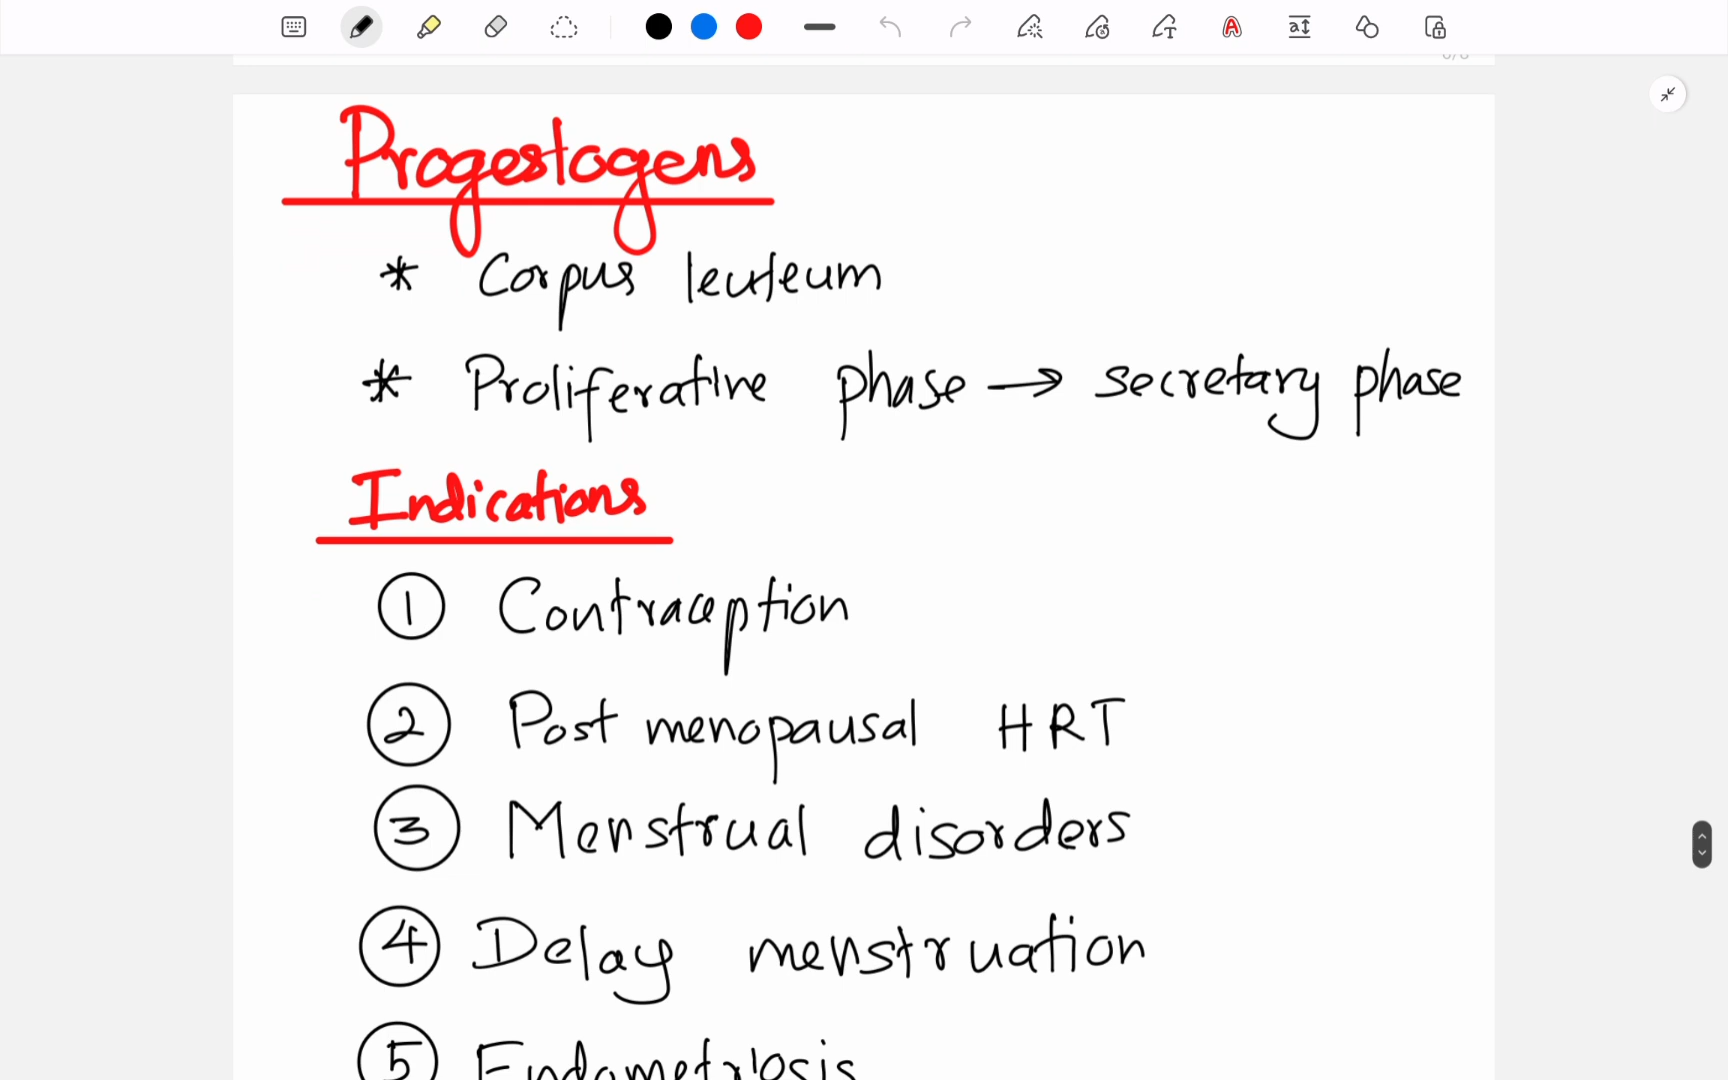 Progestogens
* Corpus leuteum
* Proliferative phase → secretary phase
Indications
① Contraception
② Post menopausal HRT
③ Menstrual disorders
④ Delay menstruation
⑤ Endometriosis